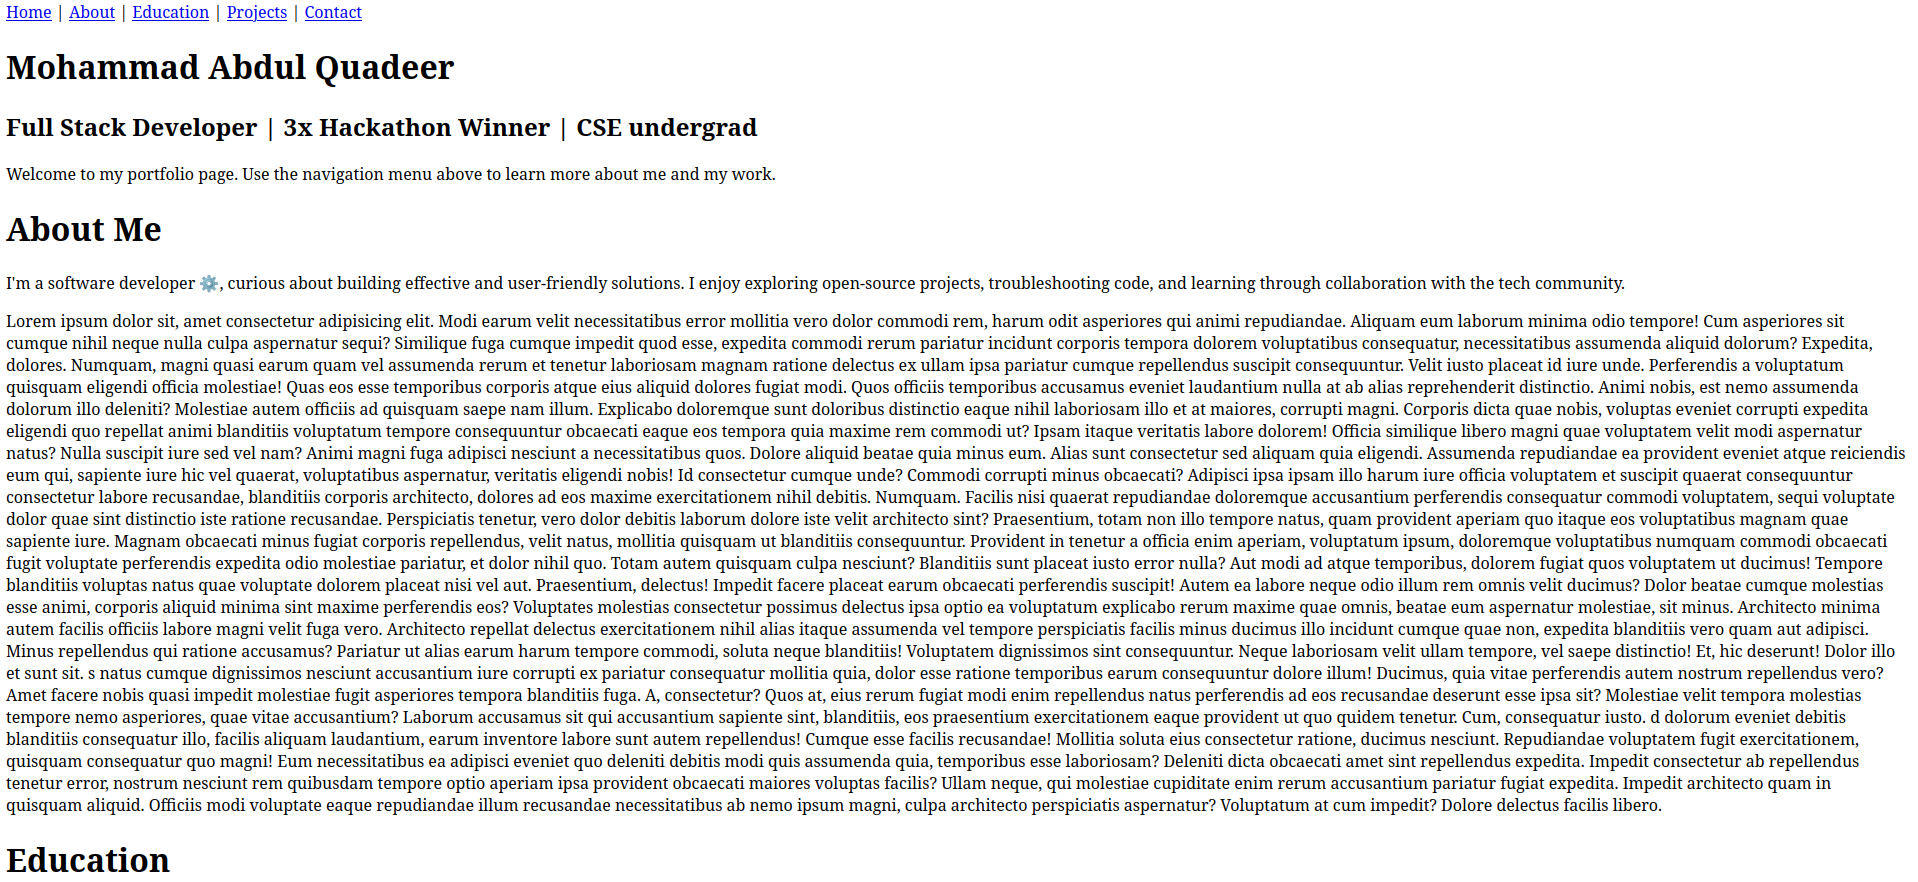 Home | About | Education | Projects | Contact
Mohammad Abdul Quadeer
Full Stack Developer | 3x Hackathon Winner | CSE undergrad
Welcome to my portfolio page. Use the navigation menu above to learn more about me and my work.
About Me
I'm a software developer ⚙️, curious about building effective and user-friendly solutions. I enjoy exploring open-source projects, troubleshooting code, and learning through collaboration with the tech community.
Lorem ipsum dolor sit, amet consectetur adipisicing elit. Modi earum velit necessitatibus error mollitia vero dolor commodi rem, harum odit asperiores qui animi repudiandae. Aliquam eum laborum minima odio tempore! Cum asperiores sit
cumque nihil neque nulla culpa aspernatur sequi? Similique fuga cumque impedit quod esse, expedita commodi rerum pariatur incidunt corporis tempora dolorem voluptatibus consequatur, necessitatibus assumenda aliquid dolorum? Expedita,
dolores. Numquam, magni quasi earum quam vel assumenda rerum et tenetur laboriosam magnam ratione delectus ex ullam ipsa pariatur cumque repellendus suscipit consequuntur. Velit iusto placeat id iure unde. Perferendis a voluptatum
quisquam eligendi officia molestiae! Quas eos esse temporibus corporis atque eius aliquid dolores fugiat modi. Quos officiis temporibus accusamus eveniet laudantium nulla at ab alias reprehenderit distinctio. Animi nobis, est nemo assumenda
dolorum illo deleniti? Molestiae autem officiis ad quisquam saepe nam illum. Explicabo doloremque sunt doloribus distinctio eaque nihil laboriosam illo et at maiores, corrupti magni. Corporis dicta quae nobis, voluptas eveniet corrupti expedita
eligendi quo repellat animi blanditiis voluptatum tempore consequuntur obcaecati eaque eos tempora quia maxime rem commodi ut? Ipsam itaque veritatis labore dolorem! Officia similique libero magni quae voluptatem velit modi aspernatur
natus? Nulla suscipit iure sed vel nam? Animi magni fuga adipisci nesciunt a necessitatibus quos. Dolore aliquid beatae quia minus eum. Alias sunt consectetur sed aliquam quia eligendi. Assumenda repudiandae ea provident eveniet atque reiciendis
eum qui, sapiente iure hic vel quaerat, voluptatibus aspernatur, veritatis eligendi nobis! Id consectetur cumque unde? Commodi corrupti minus obcaecati? Adipisci ipsa ipsam illo harum iure officia voluptatem et suscipit quaerat consequuntur
consectetur labore recusandae, blanditiis corporis architecto, dolores ad eos maxime exercitationem nihil debitis. Numquam. Facilis nisi quaerat repudiandae doloremque accusantium perferendis consequatur commodi voluptatem, sequi voluptate
dolor quae sint distinctio iste ratione recusandae. Perspiciatis tenetur, vero dolor debitis laborum dolore iste velit architecto sint? Praesentium, totam non illo tempore natus, quam provident aperiam quo itaque eos voluptatibus magnam quae
sapiente iure. Magnam obcaecati minus fugiat corporis repellendus, velit natus, mollitia quisquam ut blanditiis consequuntur. Provident in tenetur a officia enim aperiam, voluptatum ipsum, doloremque voluptatibus numquam commodi obcaecati
fugit voluptate perferendis expedita odio molestiae pariatur, et dolor nihil quo. Totam autem quisquam culpa nesciunt? Blanditiis sunt placeat iusto error nulla? Aut modi ad atque temporibus, dolorem fugiat quos voluptatem ut ducimus! Tempore
blanditiis voluptas natus quae voluptate dolorem placeat nisi vel aut. Praesentium, delectus! Impedit facere placeat earum obcaecati perferendis suscipit! Autem ea labore neque odio illum rem omnis velit ducimus? Dolor beatae cumque molestias
esse animi, corporis aliquid minima sint maxime perferendis eos? Voluptates molestias consectetur possimus delectus ipsa optio ea voluptatum explicabo rerum maxime quae omnis, beatae eum aspernatur molestiae, sit minus. Architecto minima
autem facilis officiis labore magni velit fuga vero. Architecto repellat delectus exercitationem nihil alias itaque assumenda vel tempore perspiciatis facilis minus ducimus illo incidunt cumque quae non, expedita blanditiis vero quam aut adipisci.
Minus repellendus qui ratione accusamus? Pariatur ut alias earum harum tempore commodi, soluta neque blanditiis! Voluptatem dignissimos sint consequuntur. Neque laboriosam velit ullam tempore, vel saepe distinctio! Et, hic deserunt! Dolor illo
et sunt sit. s natus cumque dignissimos nesciunt accusantium iure corrupti ex pariatur consequatur mollitia quia, dolor esse ratione temporibus earum consequuntur dolore illum! Ducimus, quia vitae perferendis autem nostrum repellendus vero?
Amet facere nobis quasi impedit molestiae fugit asperiores tempora blanditiis fuga. A, consectetur? Quos at, eius rerum fugiat modi enim repellendus natus perferendis ad eos recusandae deserunt esse ipsa sit? Molestiae velit tempora molestias
tempore nemo asperiores, quae vitae accusantium? Laborum accusamus sit qui accusantium sapiente sint, blanditiis, eos praesentium exercitationem eaque provident ut quo quidem tenetur. Cum, consequatur iusto. d dolorum eveniet debitis
blanditiis consequatur illo, facilis aliquam laudantium, earum inventore labore sunt autem repellendus! Cumque esse facilis recusandae! Mollitia soluta eius consectetur ratione, ducimus nesciunt. Repudiandae voluptatem fugit exercitationem,
quisquam consequatur quo magni! Eum necessitatibus ea adipisci eveniet quo deleniti debitis modi quis assumenda quia, temporibus esse laboriosam? Deleniti dicta obcaecati amet sint repellendus expedita. Impedit consectetur ab repellendus
tenetur error, nostrum nesciunt rem quibusdam tempore optio aperiam ipsa provident obcaecati maiores voluptas facilis? Ullam neque, qui molestiae cupiditate enim rerum accusantium pariatur fugiat expedita. Impedit architecto quam in
quisquam aliquid. Officiis modi voluptate eaque repudiandae illum recusandae necessitatibus ab nemo ipsum magni, culpa architecto perspiciatis aspernatur? Voluptatum at cum impedit? Dolore delectus facilis libero.
Education